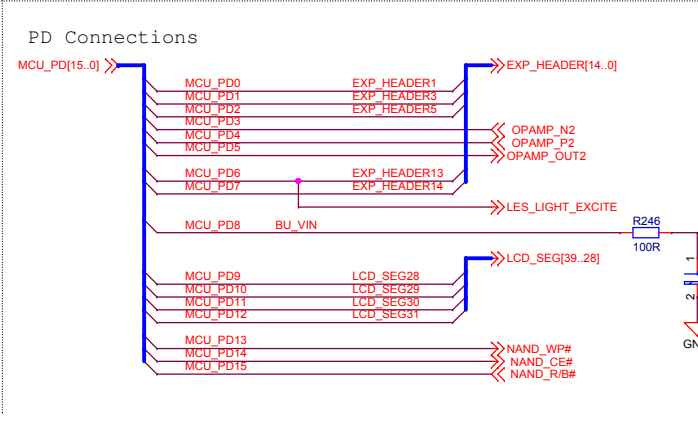 PD Connections
MCU_PD[15..0]
EXP_HEADER[14..0]
MCU_PD0 EXP_HEADER1
MCU_PD1 EXP_HEADER3
MCU_PD2 EXP_HEADER5
MCU_PD3 OPAMP_N2
MCU_PD4 OPAMP_P2
MCU_PD5 OPAMP_OUT2
MCU_PD6 EXP_HEADER13
MCU_PD7 EXP_HEADER14
LES_LIGHT_EXCITE
MCU_PD8 BU_VIN
R246
100R
LCD_SEG[39..28]
MCU_PD9 LCD_SEG28
MCU_PD10 LCD_SEG29
MCU_PD11 LCD_SEG30
MCU_PD12 LCD_SEG31
1
2
MCU_PD13 NAND_WP#
MCU_PD14 NAND_CE#
MCU_PD15 NAND_R/B#